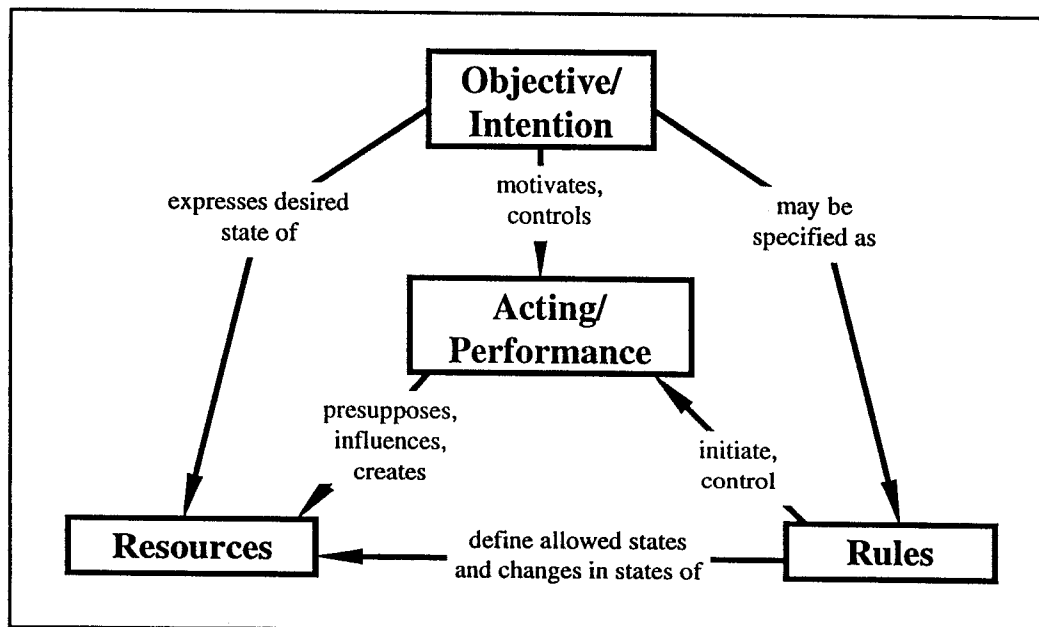 Objective/
Intention
expresses desired
state of
motivates,
controls
may be
specified as
Acting/
Performance
presupposes,
influences,
creates
initiate,
control
Resources
define allowed states
and changes in states of
Rules